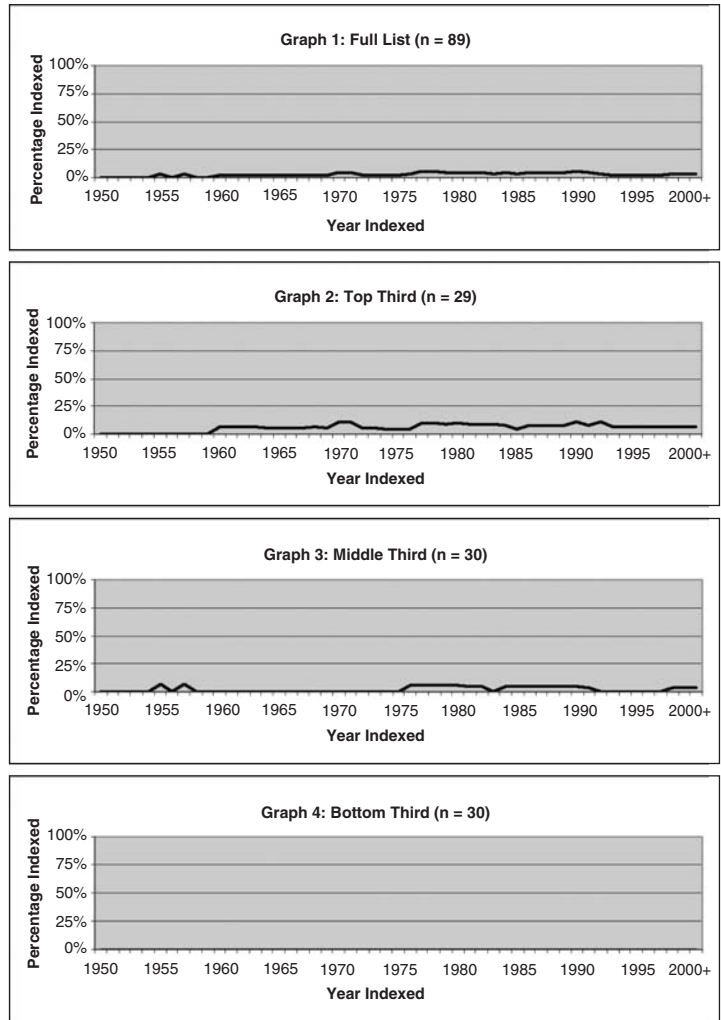 Graph 1: Full List (n = 89)
Percentage Indexed
100%
75%
50%
25%
0%
1950 1955 1960 1965 1970 1975 1980 1985 1990 1995 2000+
Year Indexed
Graph 2: Top Third (n = 29)
Percentage Indexed
100%
75%
50%
25%
0%
1950 1955 1960 1965 1970 1975 1980 1985 1990 1995 2000+
Year Indexed
Graph 3: Middle Third (n = 30)
Percentage Indexed
100%
75%
50%
25%
0%
1950 1955 1960 1965 1970 1975 1980 1985 1990 1995 2000+
Year Indexed
Graph 4: Bottom Third (n = 30)
Percentage Indexed
100%
75%
50%
25%
0%
1950 1955 1960 1965 1970 1975 1980 1985 1990 1995 2000+
Year Indexed